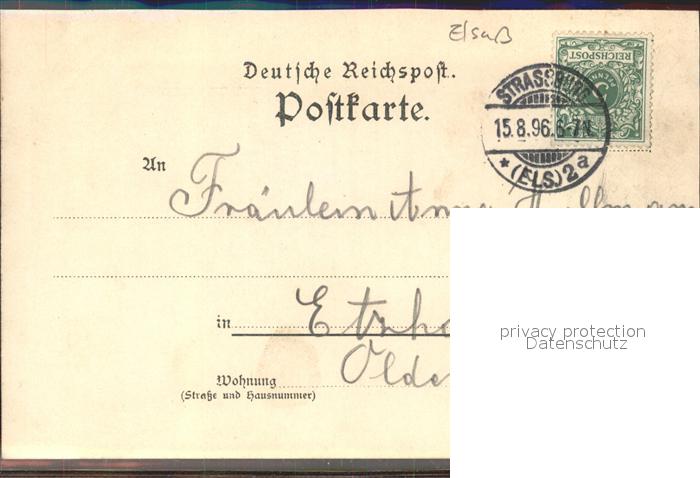 Elsaß
REICHSPOST
Deutsche Reichspost.
Postkarte.
STRASSBURG
15.8.96.6-7N.
* (ELS) 2a
An
Fräulein Anna
privacy protection
Datenschutz
in
Wohnung
(Straße und Hausnummer)